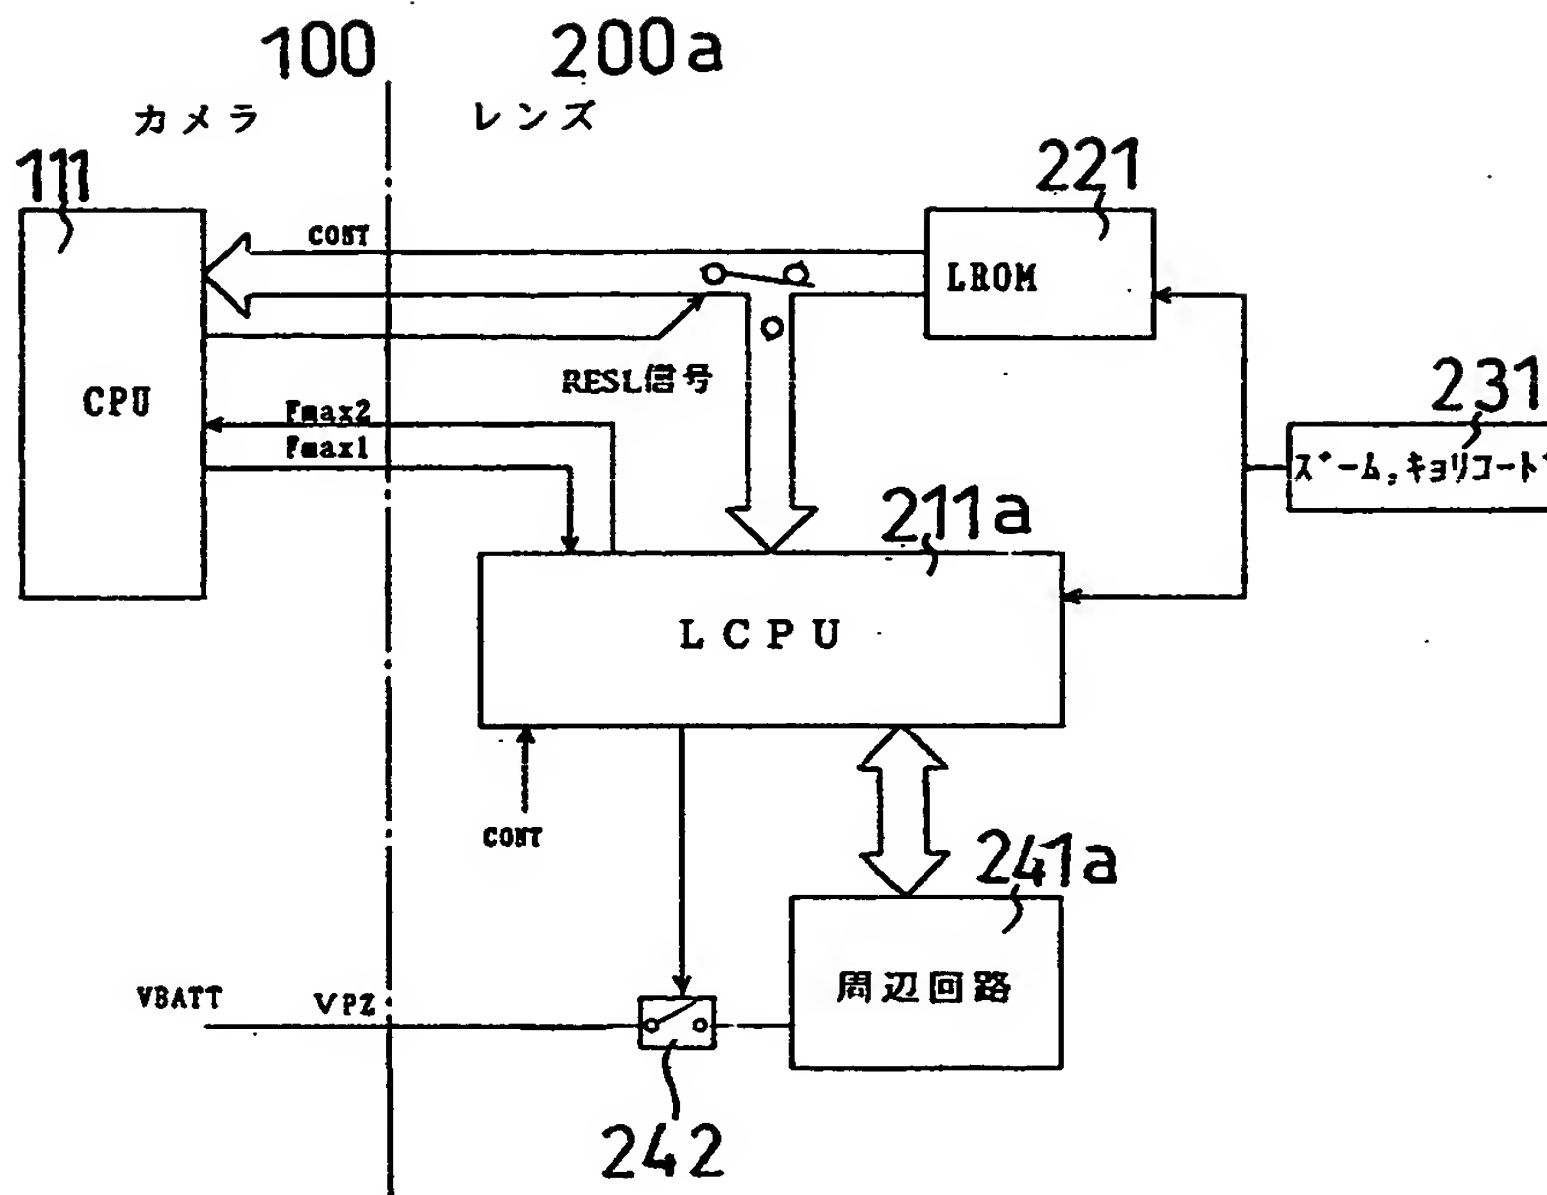 100
200a
カメラ
レンズ
111
221
CONT
LROM
RESL信号
CPU
231
Fmax2
Fmax1
ズーム,キョリコード
211a
LCPU
CONT
241a
周辺回路
VBATT
VPZ
242